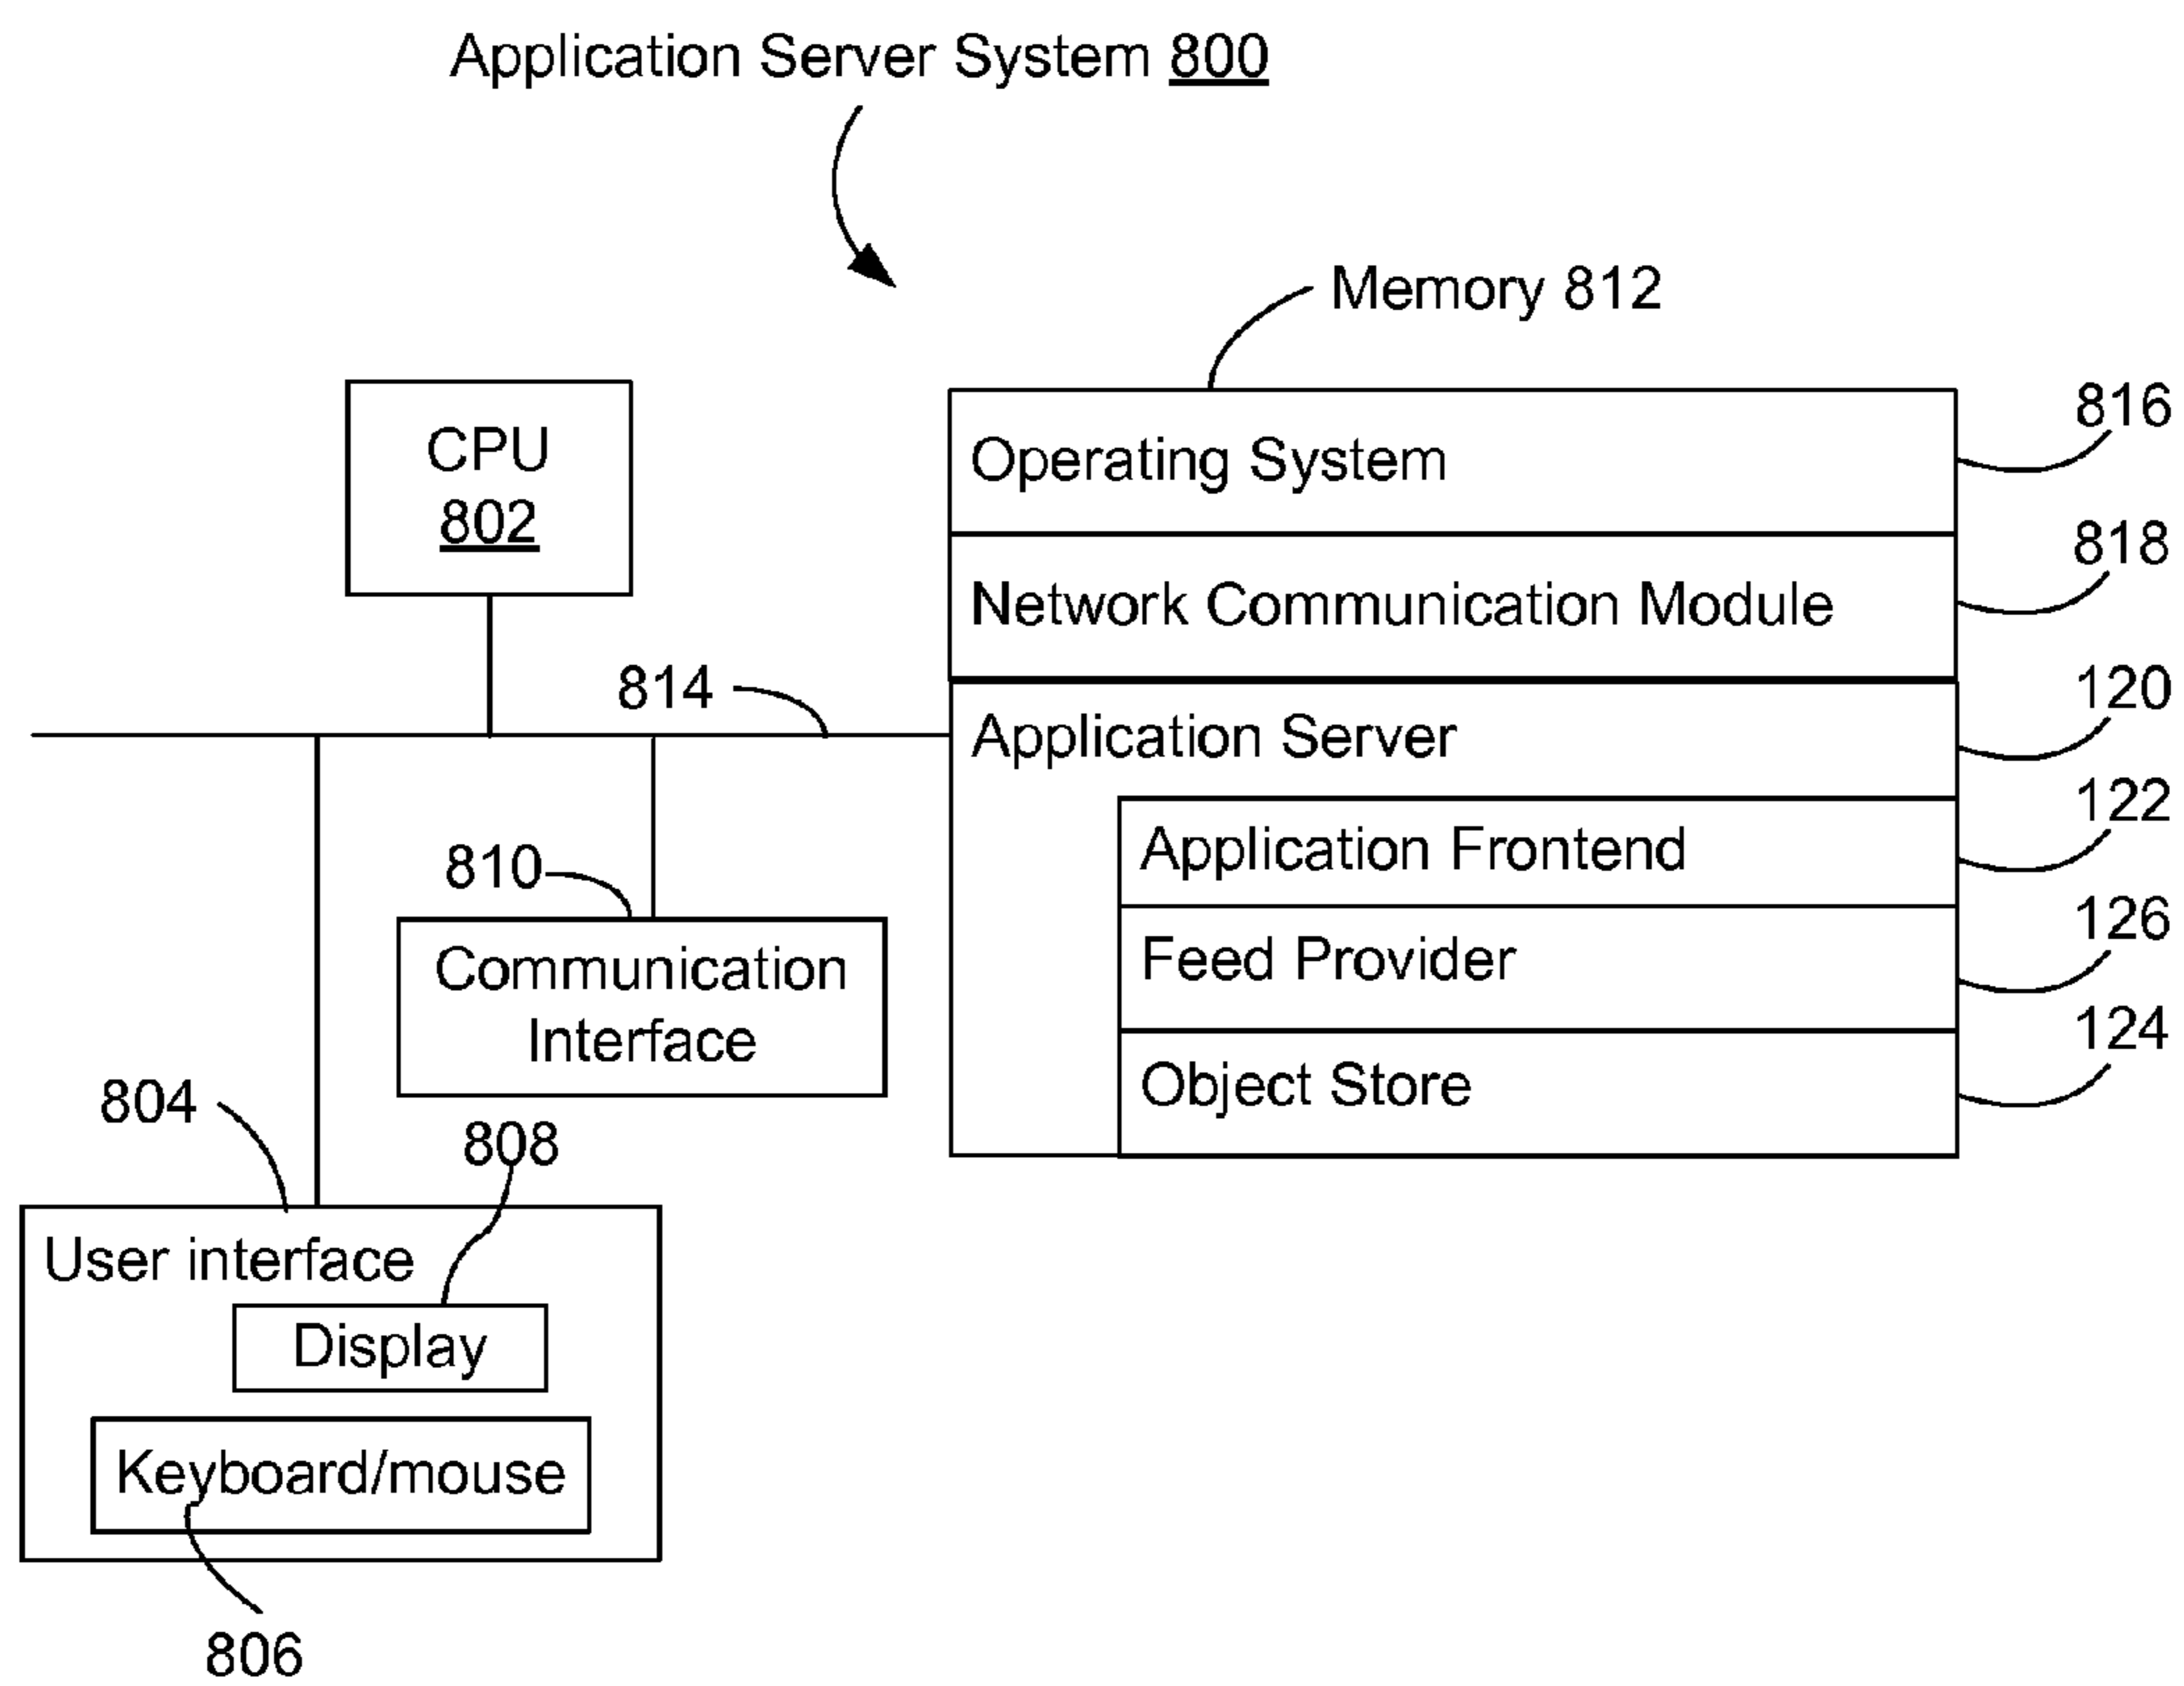 Application Server System 800
Memory 812
CPU
802
Operating System
816
Network Communication Module
818
814
Application Server
120
Application Frontend
122
Feed Provider
126
Object Store
124
810
Communication
Interface
804
808
User interface
Display
Keyboard/mouse
806